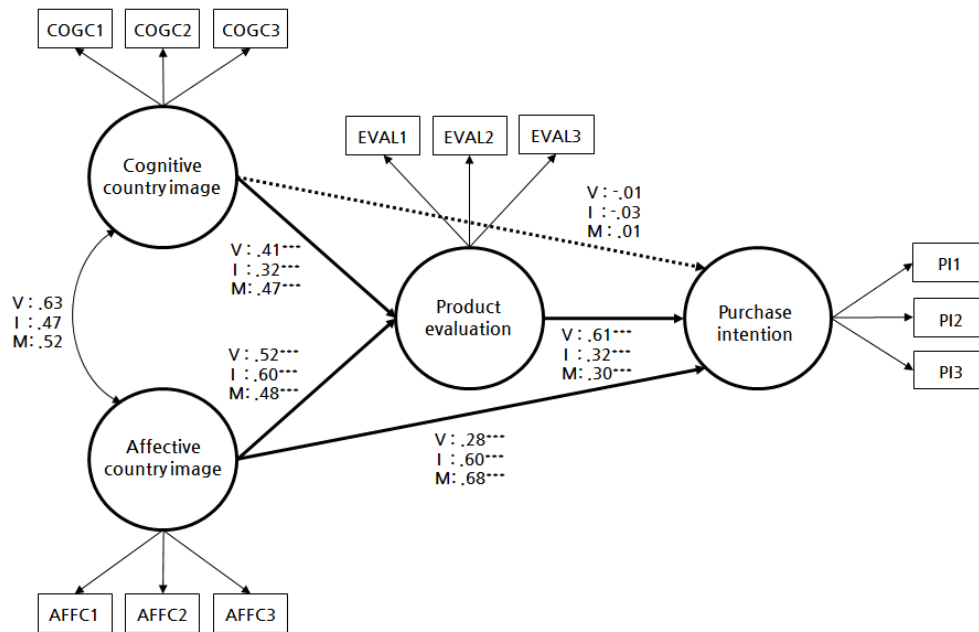 COGC1
COGC2
COGC3
EVAL1
EVAL2
EVAL3
Cognitive
country image
V : -.01
I : -.03
M : .01
V : .41***
I : .32***
M : .47***
PI1
PI2
PI3
V : .63
I : .47
M : .52
Product
evaluation
Purchase
intention
V : .52***
I : .60***
M : .48***
V : .61***
I : .32***
M : .30***
Affective
country image
V : .28***
I : .60***
M : .68***
AFFC1
AFFC2
AFFC3